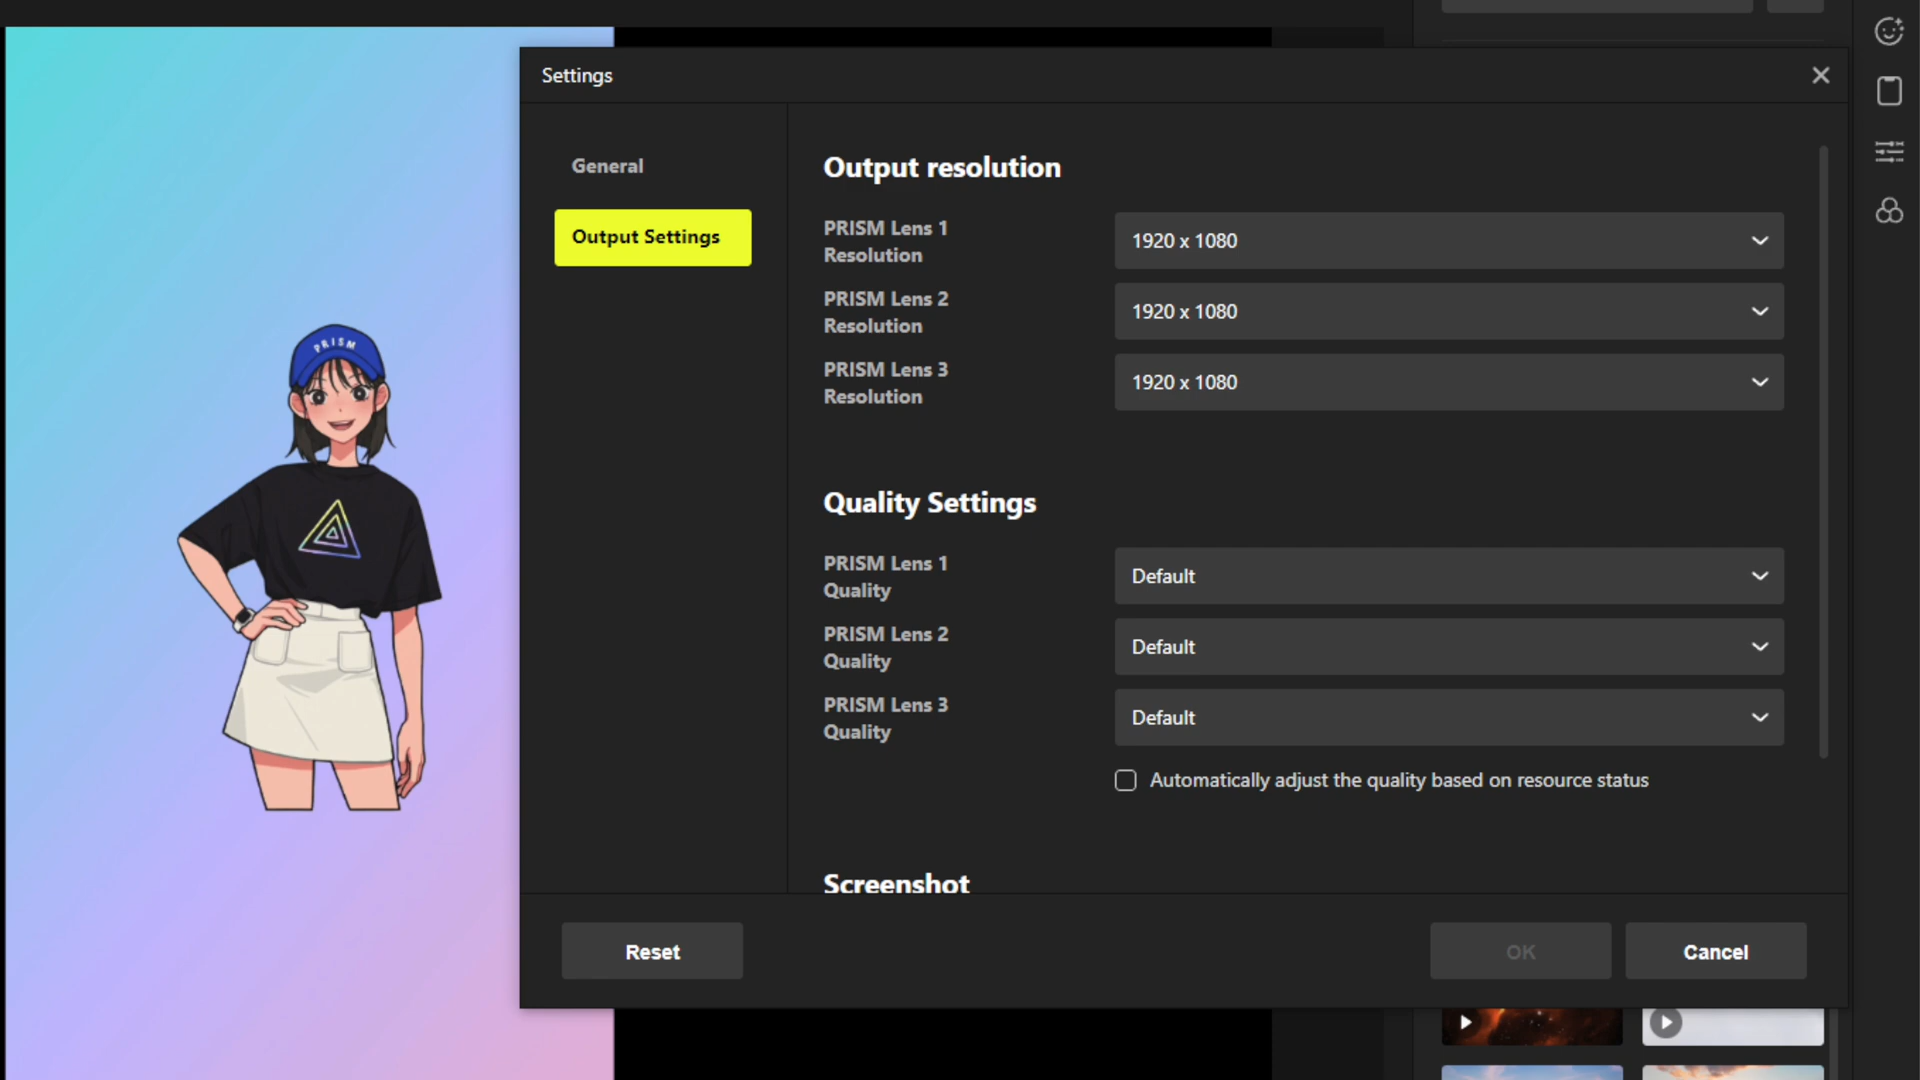 Settings
General
Output Settings
Output resolution
PRISM Lens 1
Resolution
1920 x 1080
PRISM Lens 2
Resolution
1920 x 1080
PRISM Lens 3
Resolution
1920 x 1080
Quality Settings
PRISM Lens 1
Quality
Default
PRISM Lens 2
Quality
Default
PRISM Lens 3
Quality
Default
Automatically adjust the quality based on resource status
Screenshot
Reset
OK
Cancel
PRISM